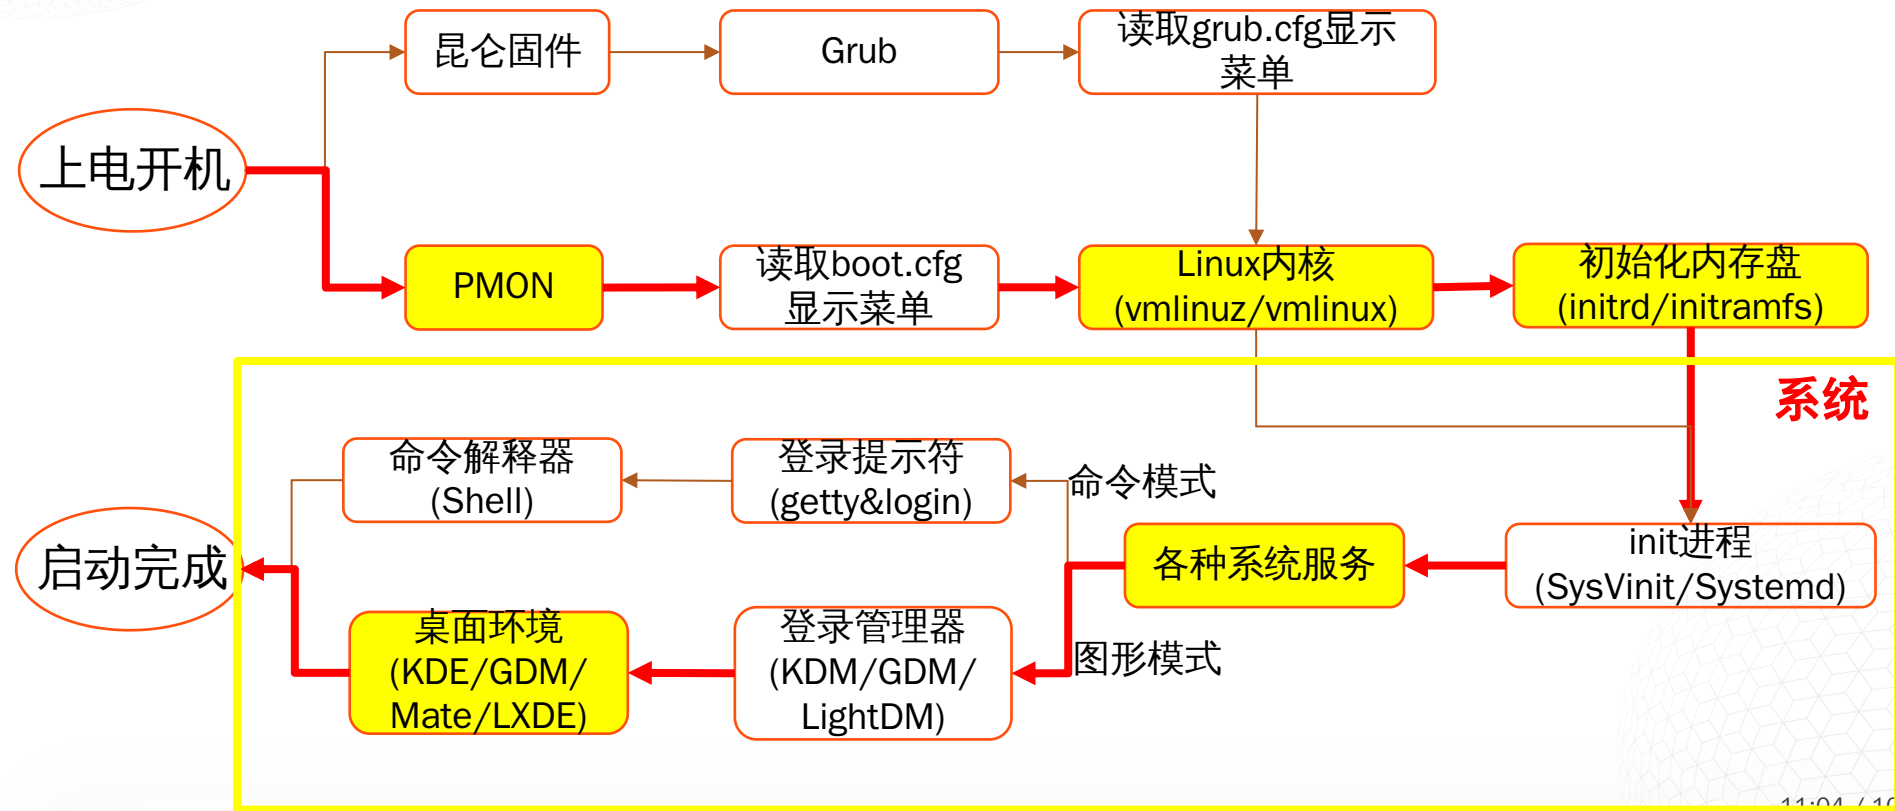 昆仑固件
Grub
读取grub.cfg显示
菜单
上电开机
PMON
读取boot.cfg
显示菜单
Linux内核
(vmlinuz/vmlinux)
初始化内存盘
(initrd/initramfs)
系统
命令解释器
(Shell)
登录提示符
(getty&login)
命令模式
启动完成
各种系统服务
init进程
(SysVinit/Systemd)
桌面环境
(KDE/GDM/
Mate/LXDE)
登录管理器
(KDM/GDM/
LightDM)
图形模式